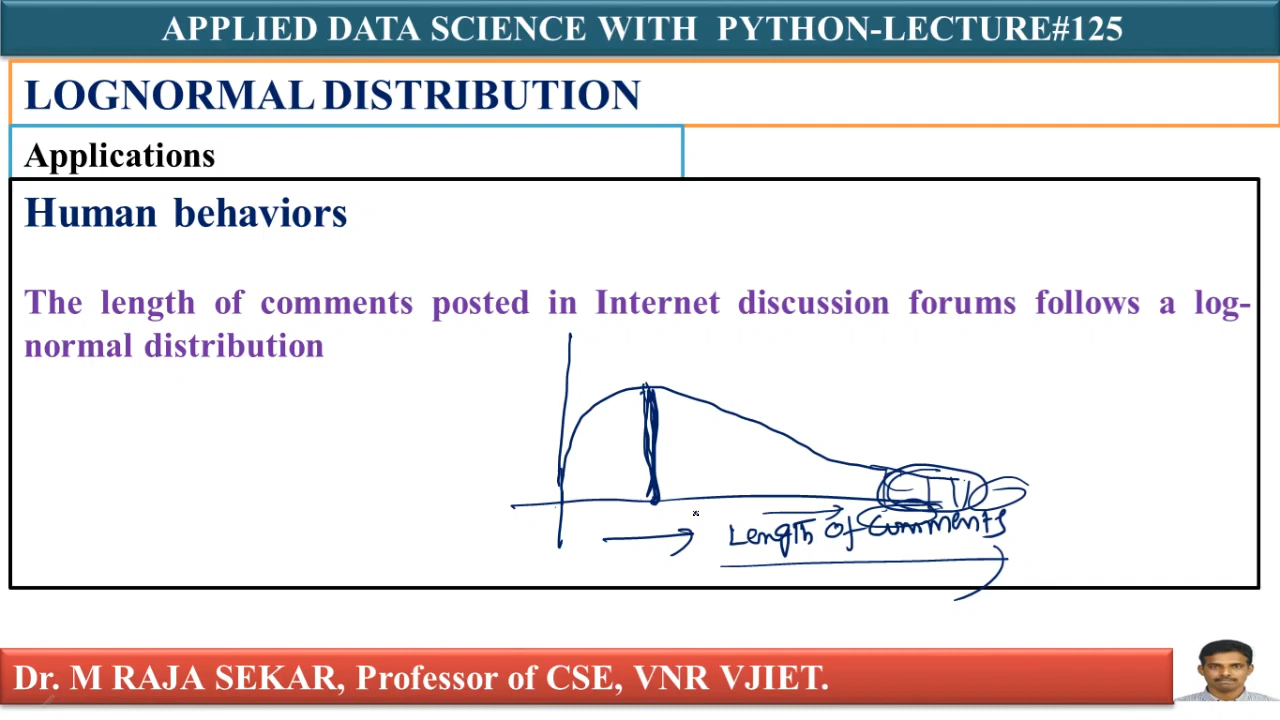 APPLIED DATA SCIENCE WITH PYTHON-LECTURE#125
LOGNORMAL DISTRIBUTION
Applications
Human behaviors
The length of comments posted in Internet discussion forums follows a log-
normal distribution
Length of comments
Dr. M RAJA SEKAR, Professor of CSE, VNR VJIET.